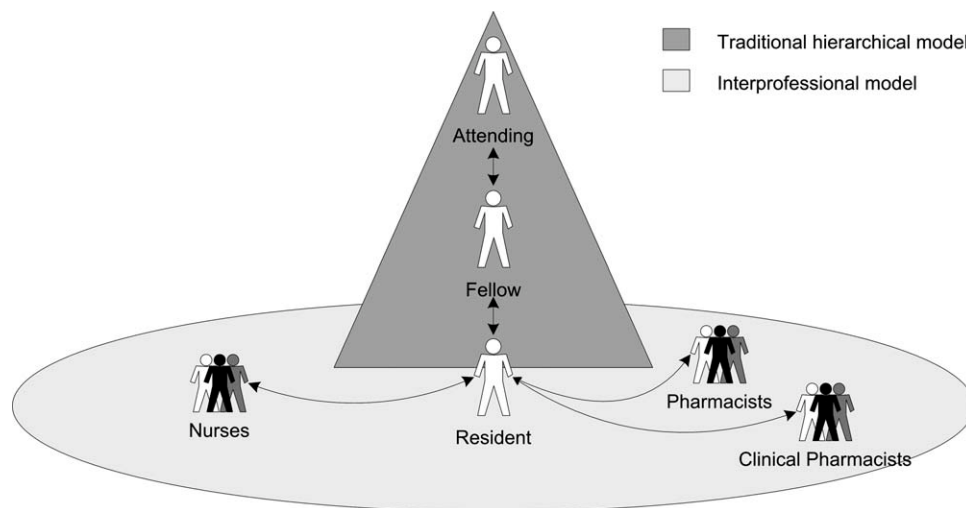 Traditional hierarchical model
Interprofessional model
Attending
Fellow
Resident
Nurses
Pharmacists
Clinical Pharmacists